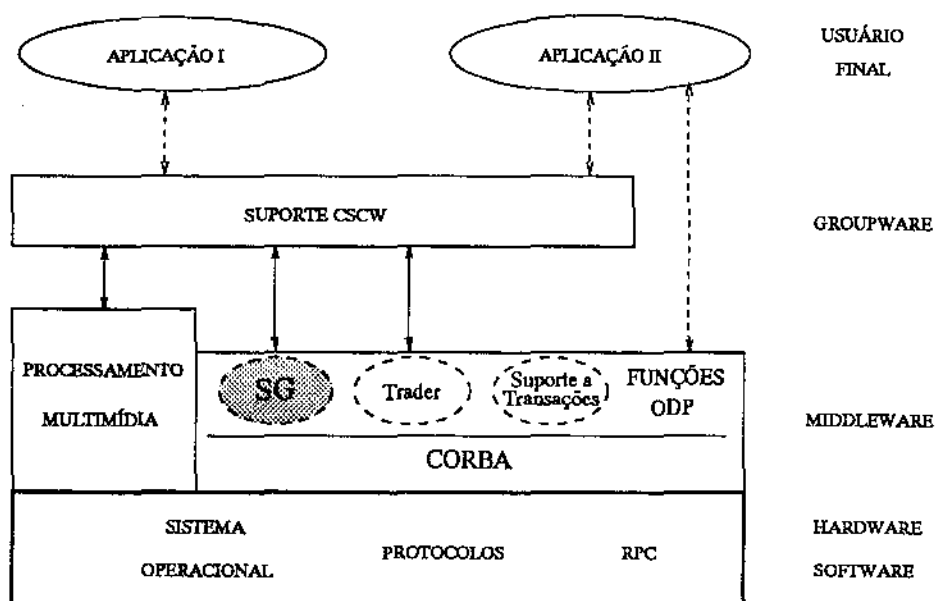 APLICAÇÃO I
APLICAÇÃO II
USUÁRIO
FINAL
SUPORTE CSCW
GROUPWARE
PROCESSAMENTO
MULTIMÍDIA
SG
Trader
Suporte a
Transações
FUNÇÕES
ODP
MIDDLEWARE
CORBA
SISTEMA
OPERACIONAL
PROTOCOLOS
RPC
HARDWARE
SOFTWARE